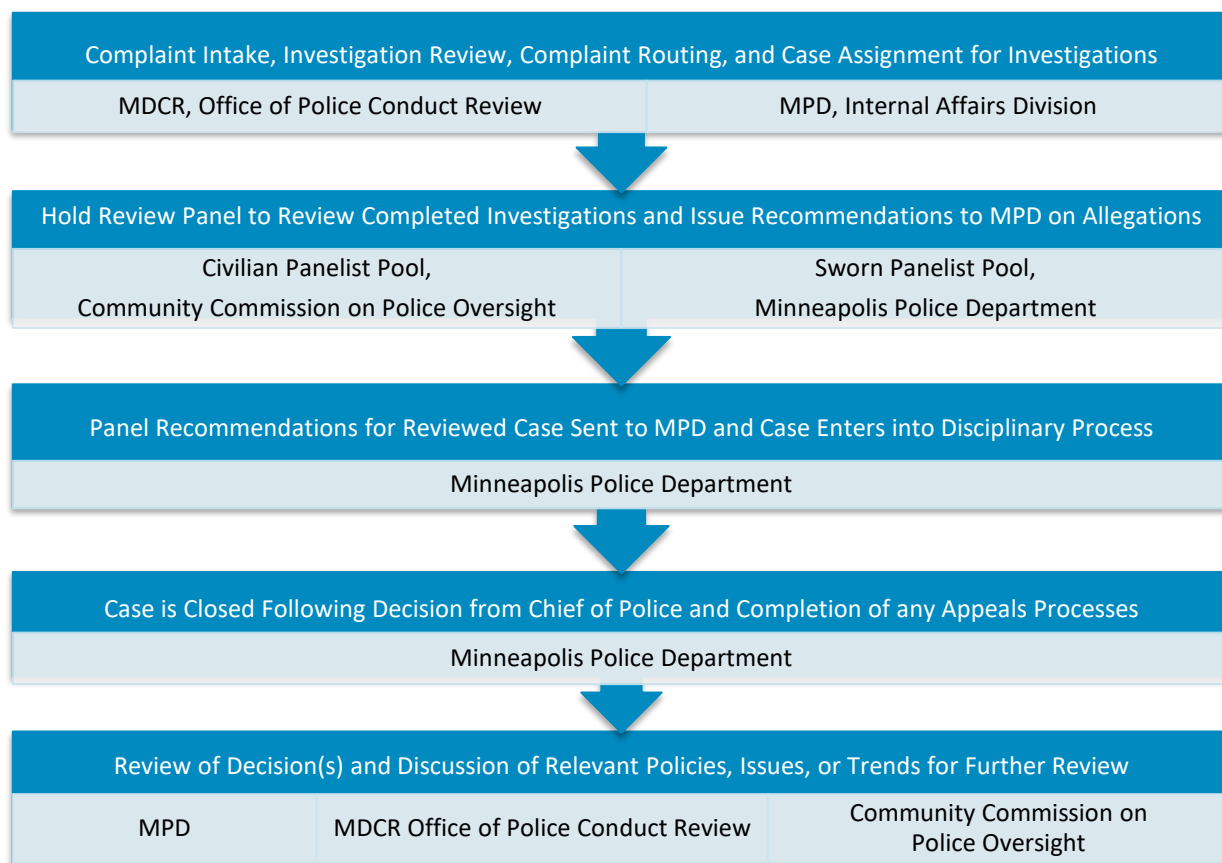 Complaint Intake, Investigation Review, Complaint Routing, and Case Assignment for Investigations
MDCR, Office of Police Conduct Review
MPD, Internal Affairs Division
Hold Review Panel to Review Completed Investigations and Issue Recommendations to MPD on Allegations
Civilian Panelist Pool,
Community Commission on Police Oversight
Sworn Panelist Pool,
Minneapolis Police Department
Panel Recommendations for Reviewed Case Sent to MPD and Case Enters into Disciplinary Process
Minneapolis Police Department
Case is Closed Following Decision from Chief of Police and Completion of any Appeals Processes
Minneapolis Police Department
Review of Decision(s) and Discussion of Relevant Policies, Issues, or Trends for Further Review
MPD
MDCR Office of Police Conduct Review
Community Commission on
Police Oversight